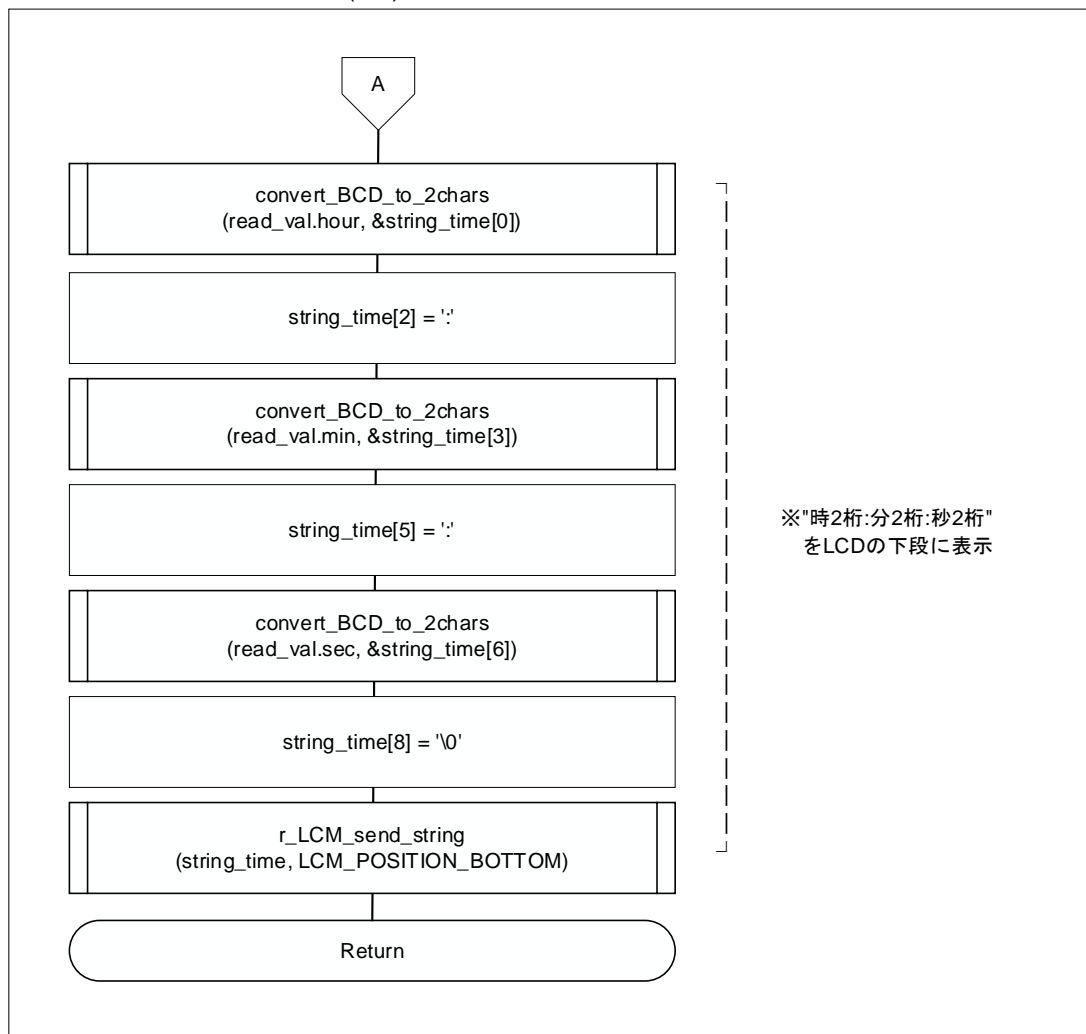 A
convert_BCD_to_2chars
(read_val.hour, &string_time[0])
string_time[2] = ':'
convert_BCD_to_2chars
(read_val.min, &string_time[3])
string_time[5] = ':'
※"時2桁:分2桁:秒2桁"
をLCDの下段に表示
convert_BCD_to_2chars
(read_val.sec, &string_time[6])
string_time[8] = '\0'
r_LCM_send_string
(string_time, LCM_POSITION_BOTTOM)
Return